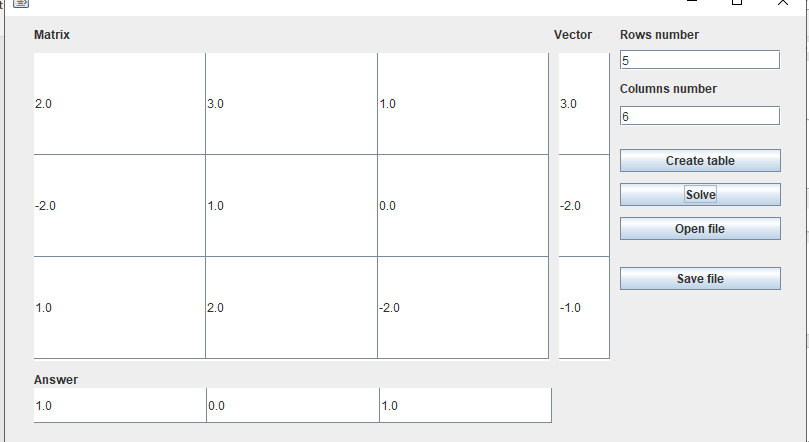 Matrix Vector Rows number
5
Columns number
2.0 3.0 1.0 3.0
6
Create table
-2.0 1.0 0.0 -2.0
Solve
Open file
Save file
1.0 2.0 -2.0 -1.0
Answer
1.0 0.0 1.0